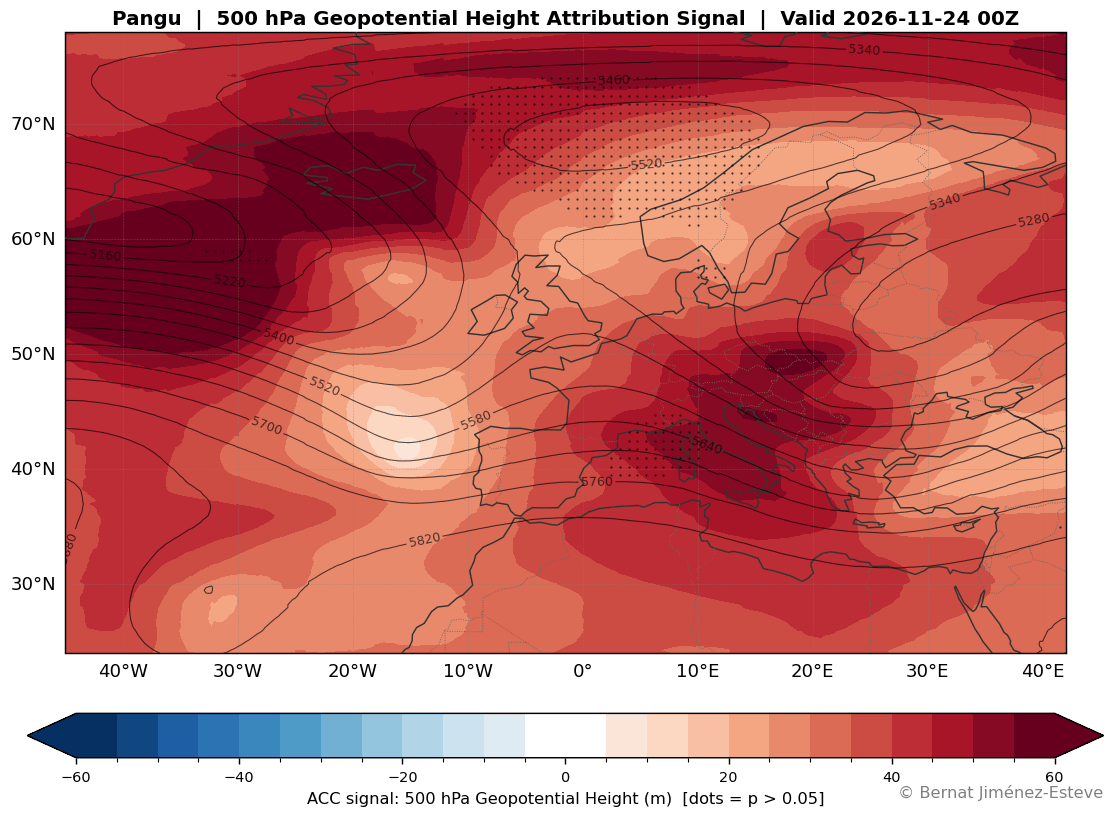 Pangu | 500 hPa Geopotential Height Attribution Signal | Valid 2026-11-24 00Z
5340
5460
70°N
5520
5340
5280
60°N
5160
5220
5400
50°N
5520
5580
5700
5640
40°N
5760
5820
30°N
40°W 30°W 20°W 10°W 0° 10°E 20°E 30°E 40°E
−60 −40 −20 0 20 40 60
ACC signal: 500 hPa Geopotential Height (m) [dots = p > 0.05]
© Bernat Jiménez-Esteve